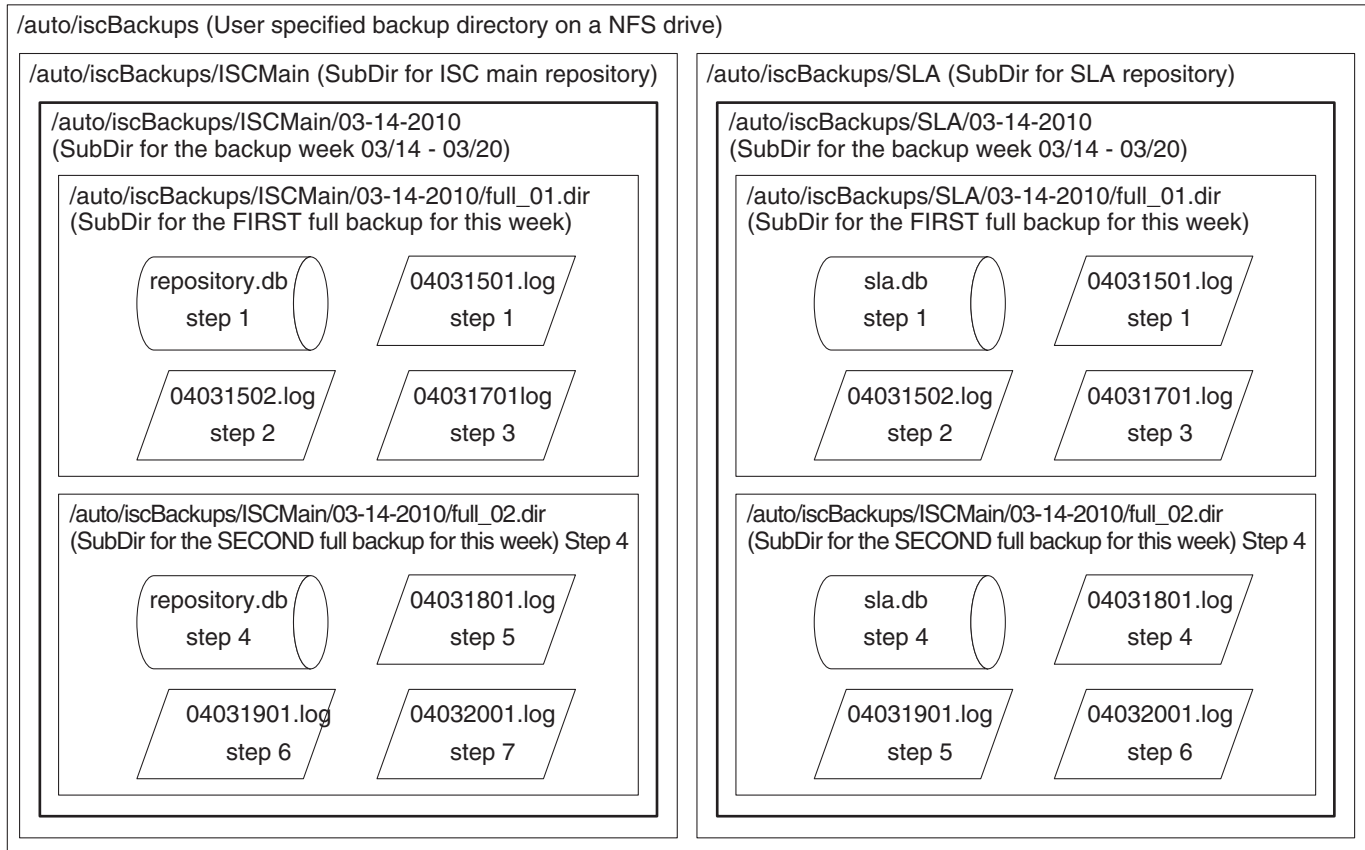 /auto/iscBackups (User specified backup directory on a NFS drive)
/auto/iscBackups/ISCMain (SubDir for ISC main repository)
/auto/iscBackups/ISCMain/03-14-2010
(SubDir for the backup week 03/14 - 03/20)
/auto/iscBackups/ISCMain/03-14-2010/full_01.dir
(SubDir for the FIRST full backup for this week)
repository.db
step 1
04031501.log
step 1
04031502.log
step 2
04031701log
step 3
/auto/iscBackups/ISCMain/03-14-2010/full_02.dir
(SubDir for the SECOND full backup for this week) Step 4
repository.db
step 4
04031801.log
step 5
04031901.log
step 6
04032001.log
step 7
/auto/iscBackups/SLA (SubDir for SLA repository)
/auto/iscBackups/SLA/03-14-2010
(SubDir for the backup week 03/14 - 03/20)
/auto/iscBackups/SLA/03-14-2010/full_01.dir
(SubDir for the FIRST full backup for this week)
sla.db
step 1
04031501.log
step 1
04031502.log
step 2
04031701.log
step 3
/auto/iscBackups/ISCMain/03-14-2010/full_02.dir
(SubDir for the SECOND full backup for this week) Step 4
sla.db
step 4
04031801.log
step 4
04031901.log
step 5
04032001.log
step 6